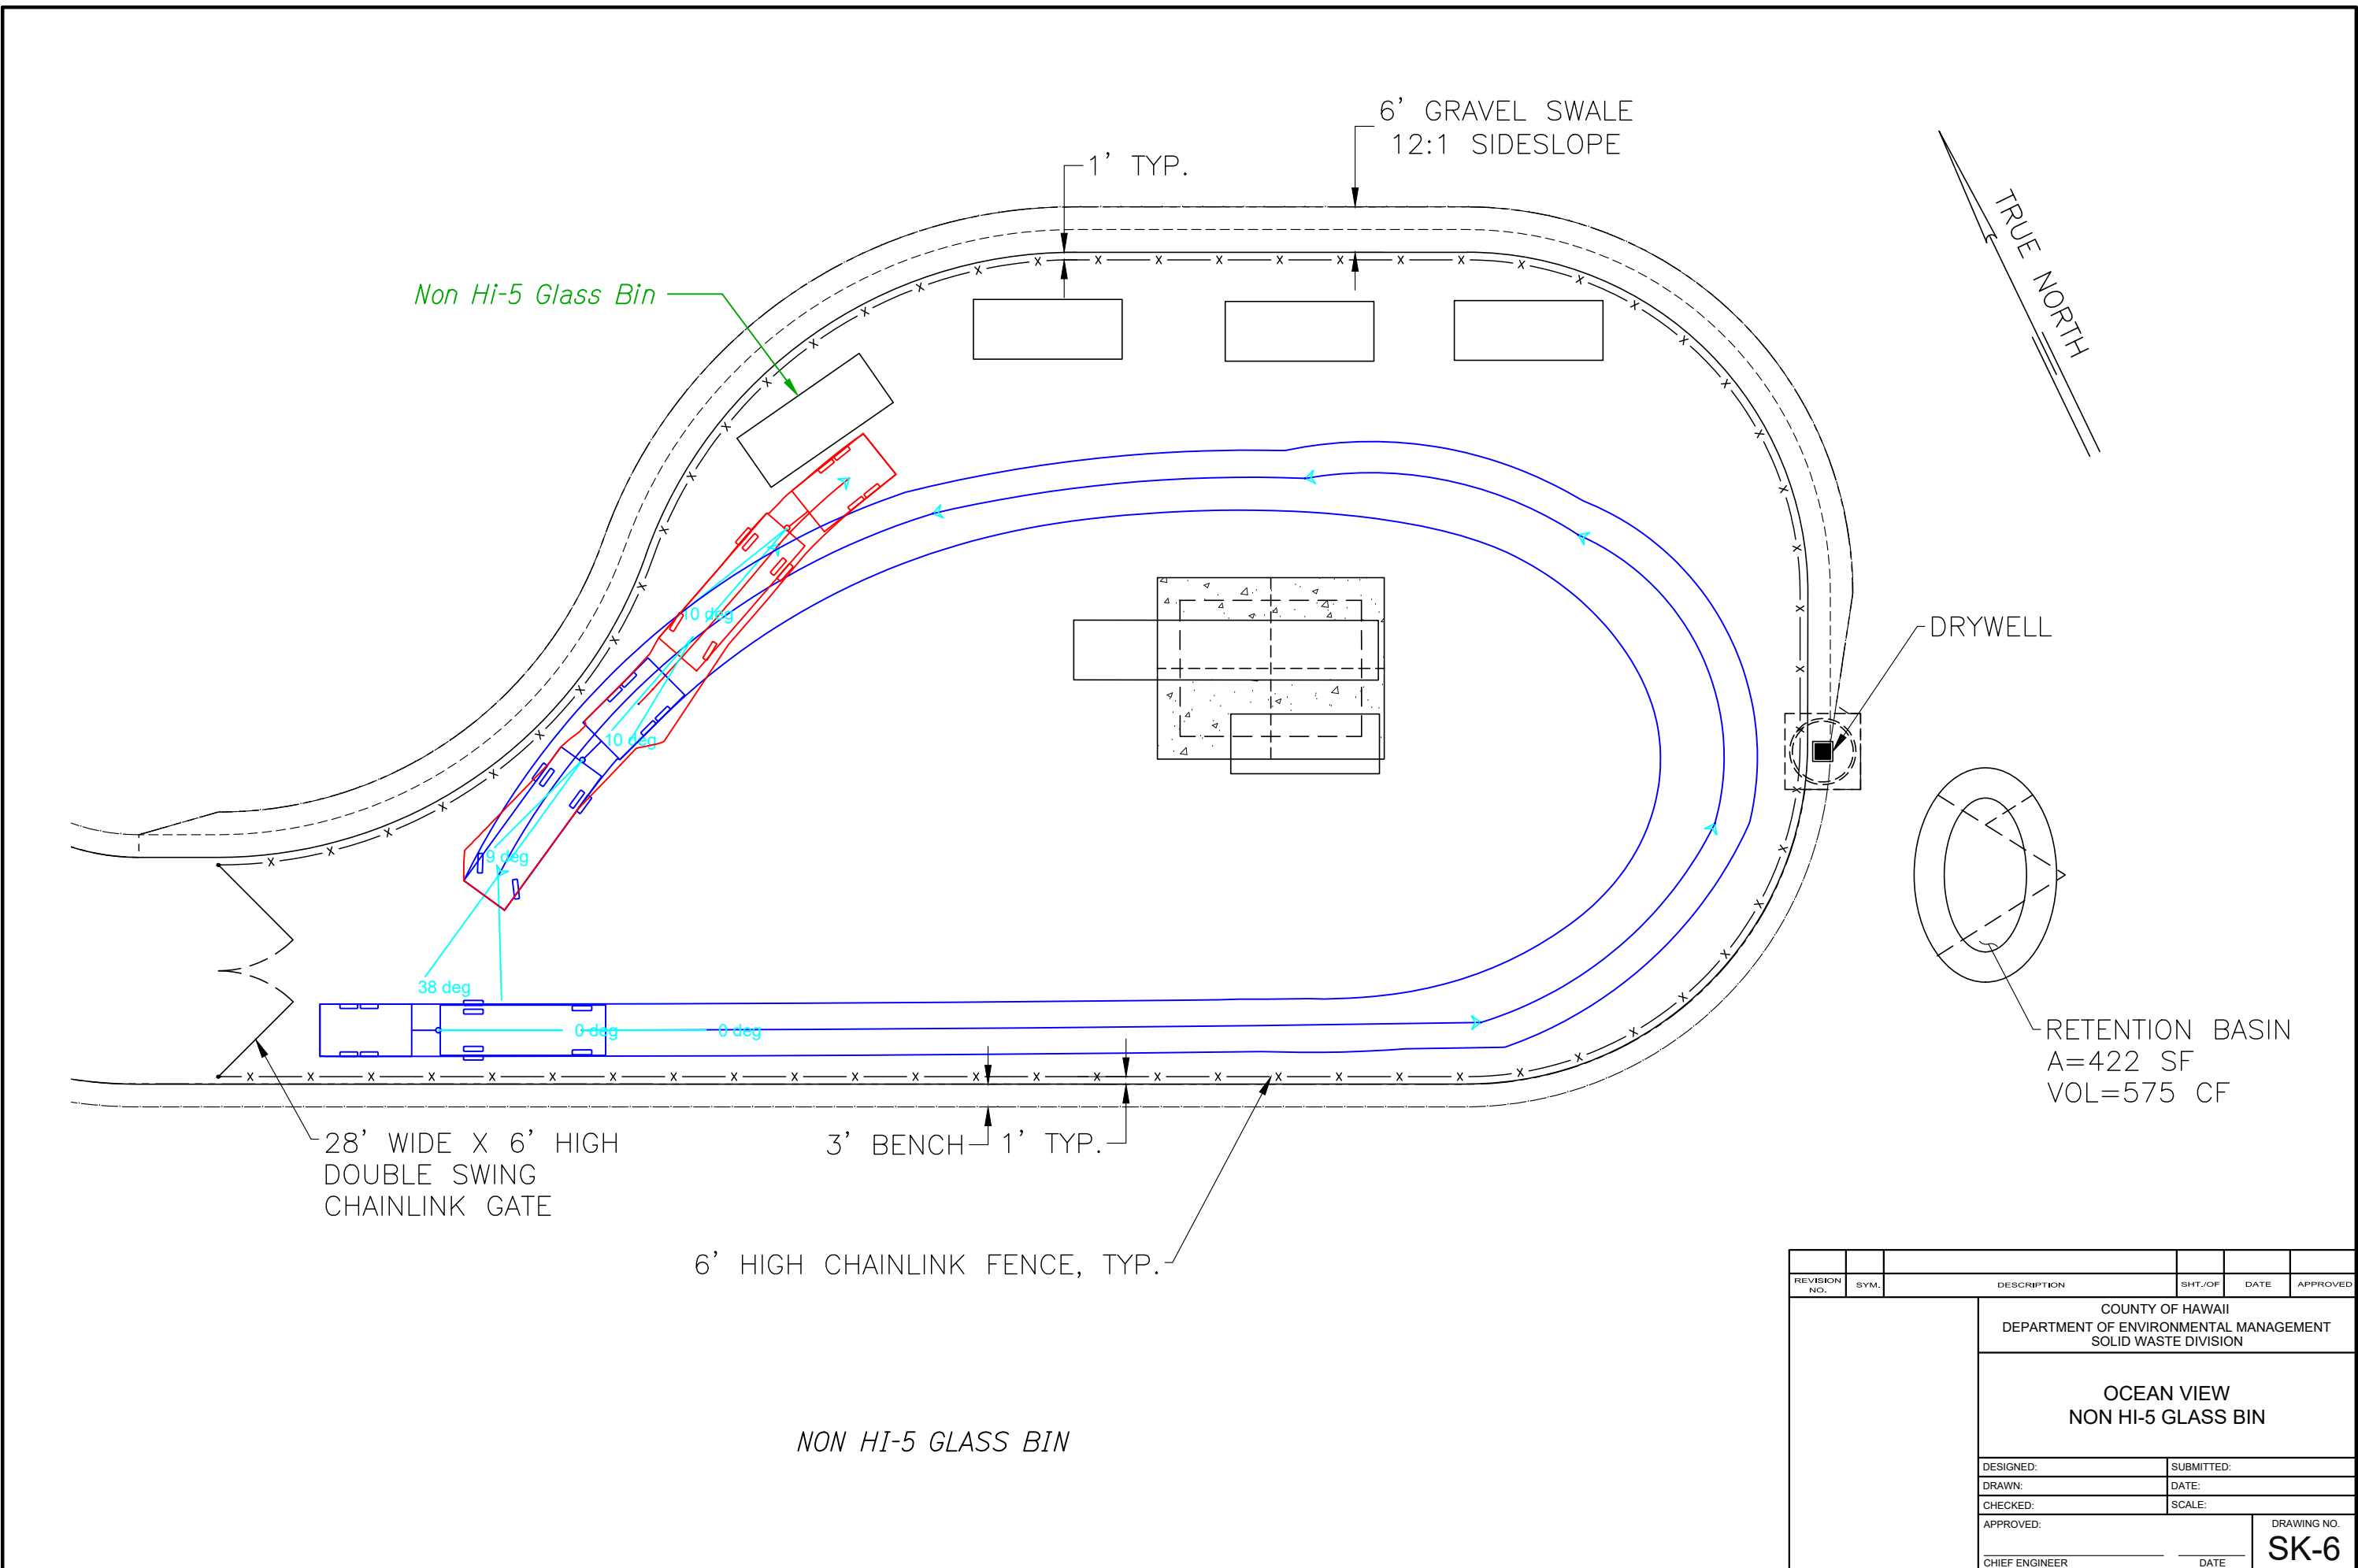 6' GRAVEL SWALE
12:1 SIDESLOPE
1' TYP.
TRUE NORTH
Non Hi-5 Glass Bin
10 deg
DRYWELL
10 deg
9 deg
38 deg
0 deg
0 deg
RETENTION BASIN
A=422 SF
VOL=575 CF
28' WIDE X 6' HIGH
DOUBLE SWING
CHAINLINK GATE
3' BENCH
1' TYP.
6' HIGH CHAINLINK FENCE, TYP.
NON HI-5 GLASS BIN
REVISION
NO.
SYM.
DESCRIPTION
SHT./OF
DATE
APPROVED
COUNTY OF HAWAII
DEPARTMENT OF ENVIRONMENTAL MANAGEMENT
SOLID WASTE DIVISION
OCEAN VIEW
NON HI-5 GLASS BIN
DESIGNED:
SUBMITTED:
DRAWN:
DATE:
CHECKED:
SCALE:
APPROVED:
CHIEF ENGINEER
DATE
DRAWING NO.
SK-6